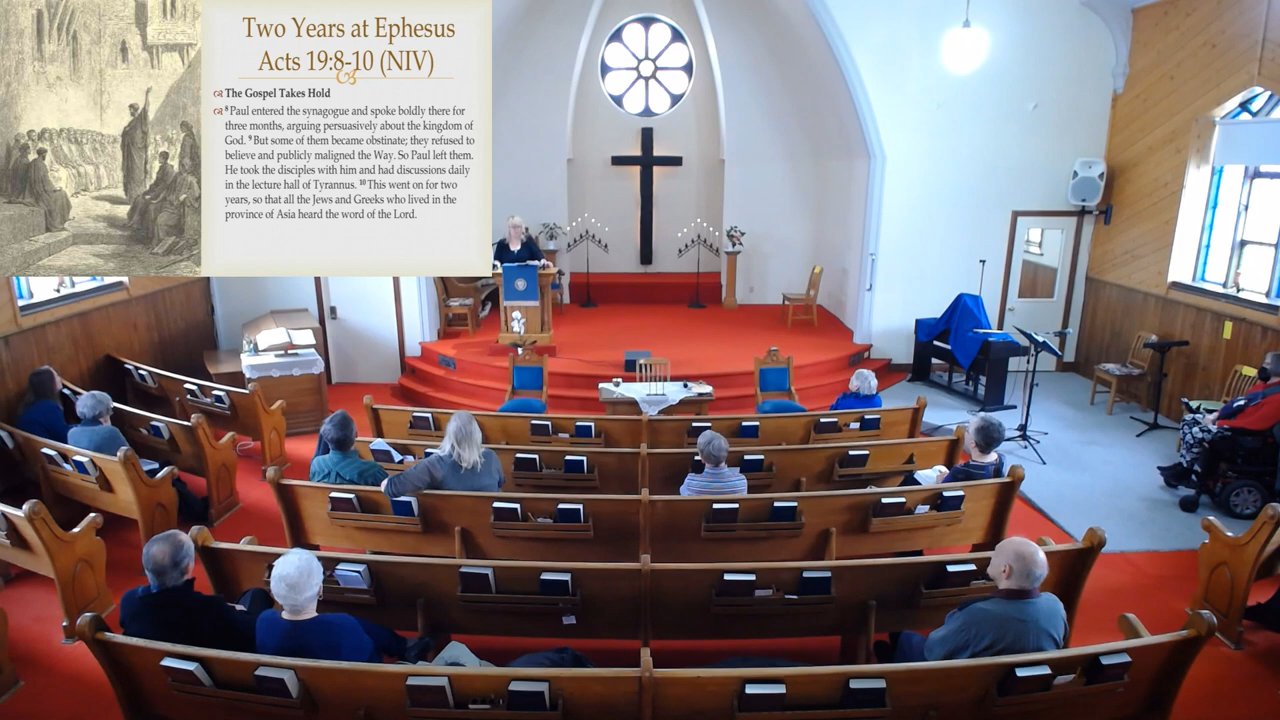 Two Years at Ephesus
Acts 19:8-10 (NIV)
The Gospel Takes Hold
8 Paul entered the synagogue and spoke boldly there for
three months, arguing persuasively about the kingdom of
God. 9 But some of them became obstinate; they refused to
believe and publicly maligned the Way. So Paul left them.
He took the disciples with him and had discussions daily
in the lecture hall of Tyrannus. 10 This went on for two
years, so that all the Jews and Greeks who lived in the
province of Asia heard the word of the Lord.